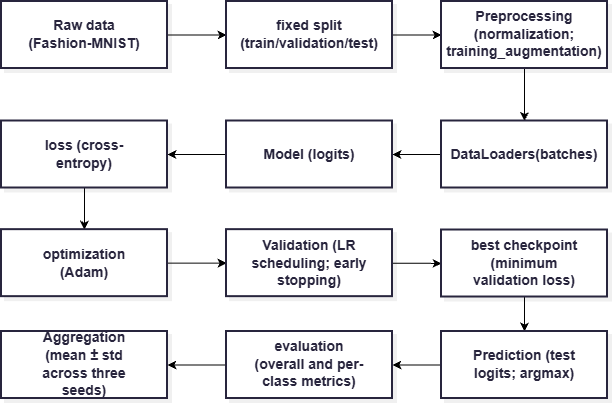 Raw data
(Fashion-MNIST)
fixed split
(train/validation/test)
Preprocessing
(normalization;
training_augmentation)
loss (cross-
entropy)
Model (logits)
DataLoaders(batches)
optimization
(Adam)
Validation (LR
scheduling; early
stopping)
best checkpoint
(minimum
validation loss)
Aggregation
(mean ± std
across three
seeds)
evaluation
(overall and per-
class metrics)
Prediction (test
logits; argmax)